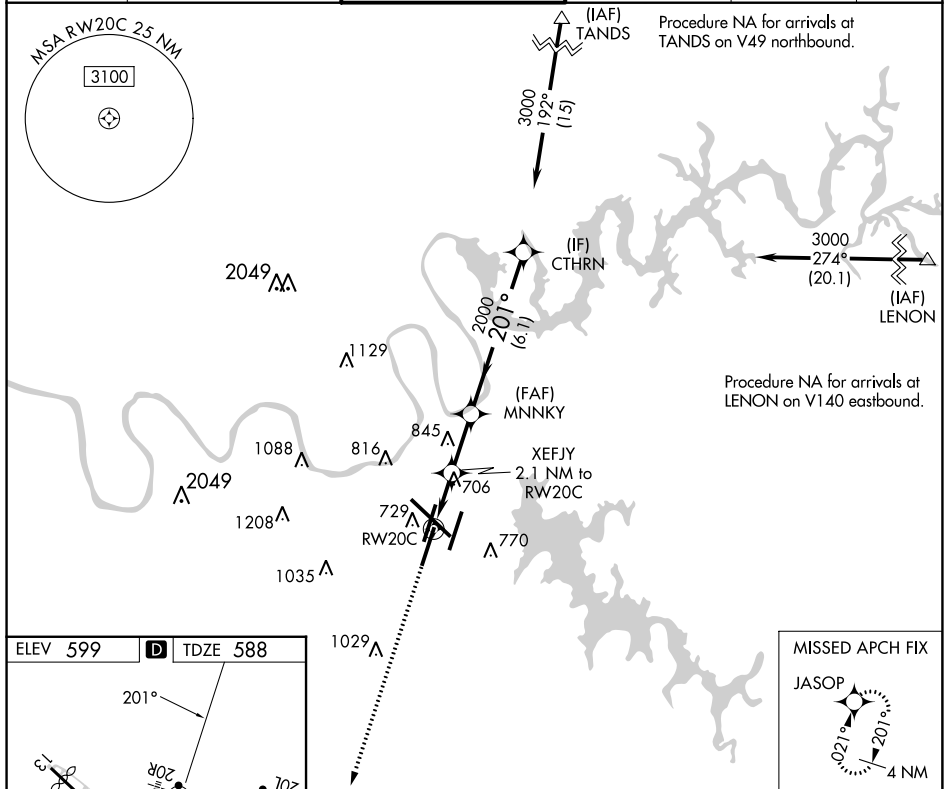 MSA RW20C 25 NM
3100
(IAF)
TANDS
Procedure NA for arrivals at
TANDS on V49 northbound.
3000
192°
(15)
(IF)
CTHRN
3000
274°
(20.1)
(IAF)
LENON
2049
2000
201°
(6.1)
1129
(FAF)
MNNKY
Procedure NA for arrivals at
LENON on V140 eastbound.
845
1088
816
XEFJY
2.1 NM to
RW20C
706
2049
1208
729
RW20C
770
1035
1029
ELEV 599
D
TDZE 588
201°
13
20R
20L
MISSED APCH FIX
JASOP
021°
201°
4 NM